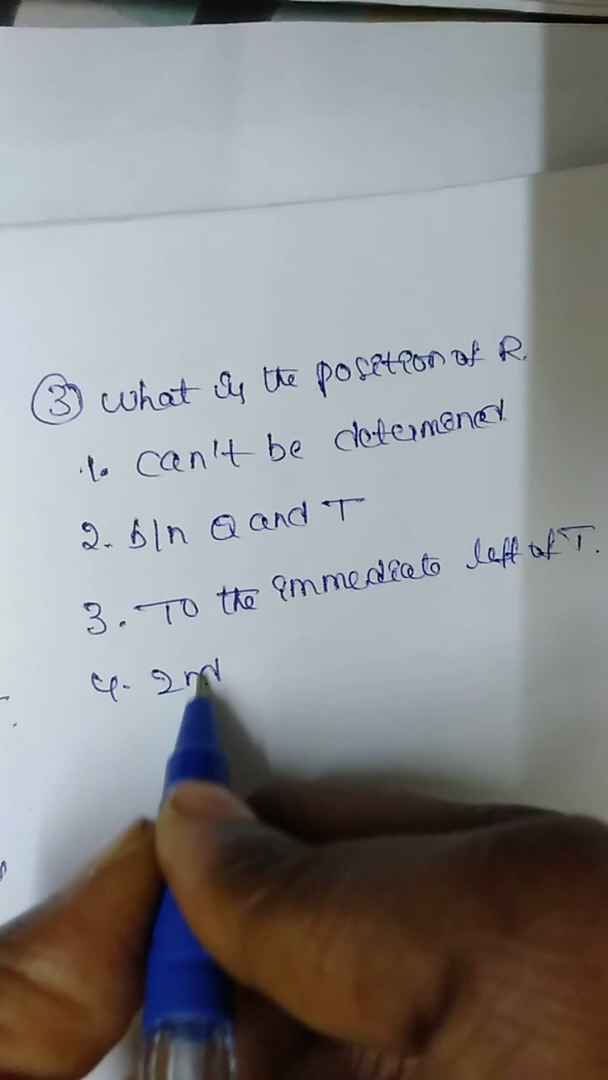 ③ What is the position of R.
1. can't be determened
2. b/n Q and T
3. To the immediate left of T.
4. 2nd